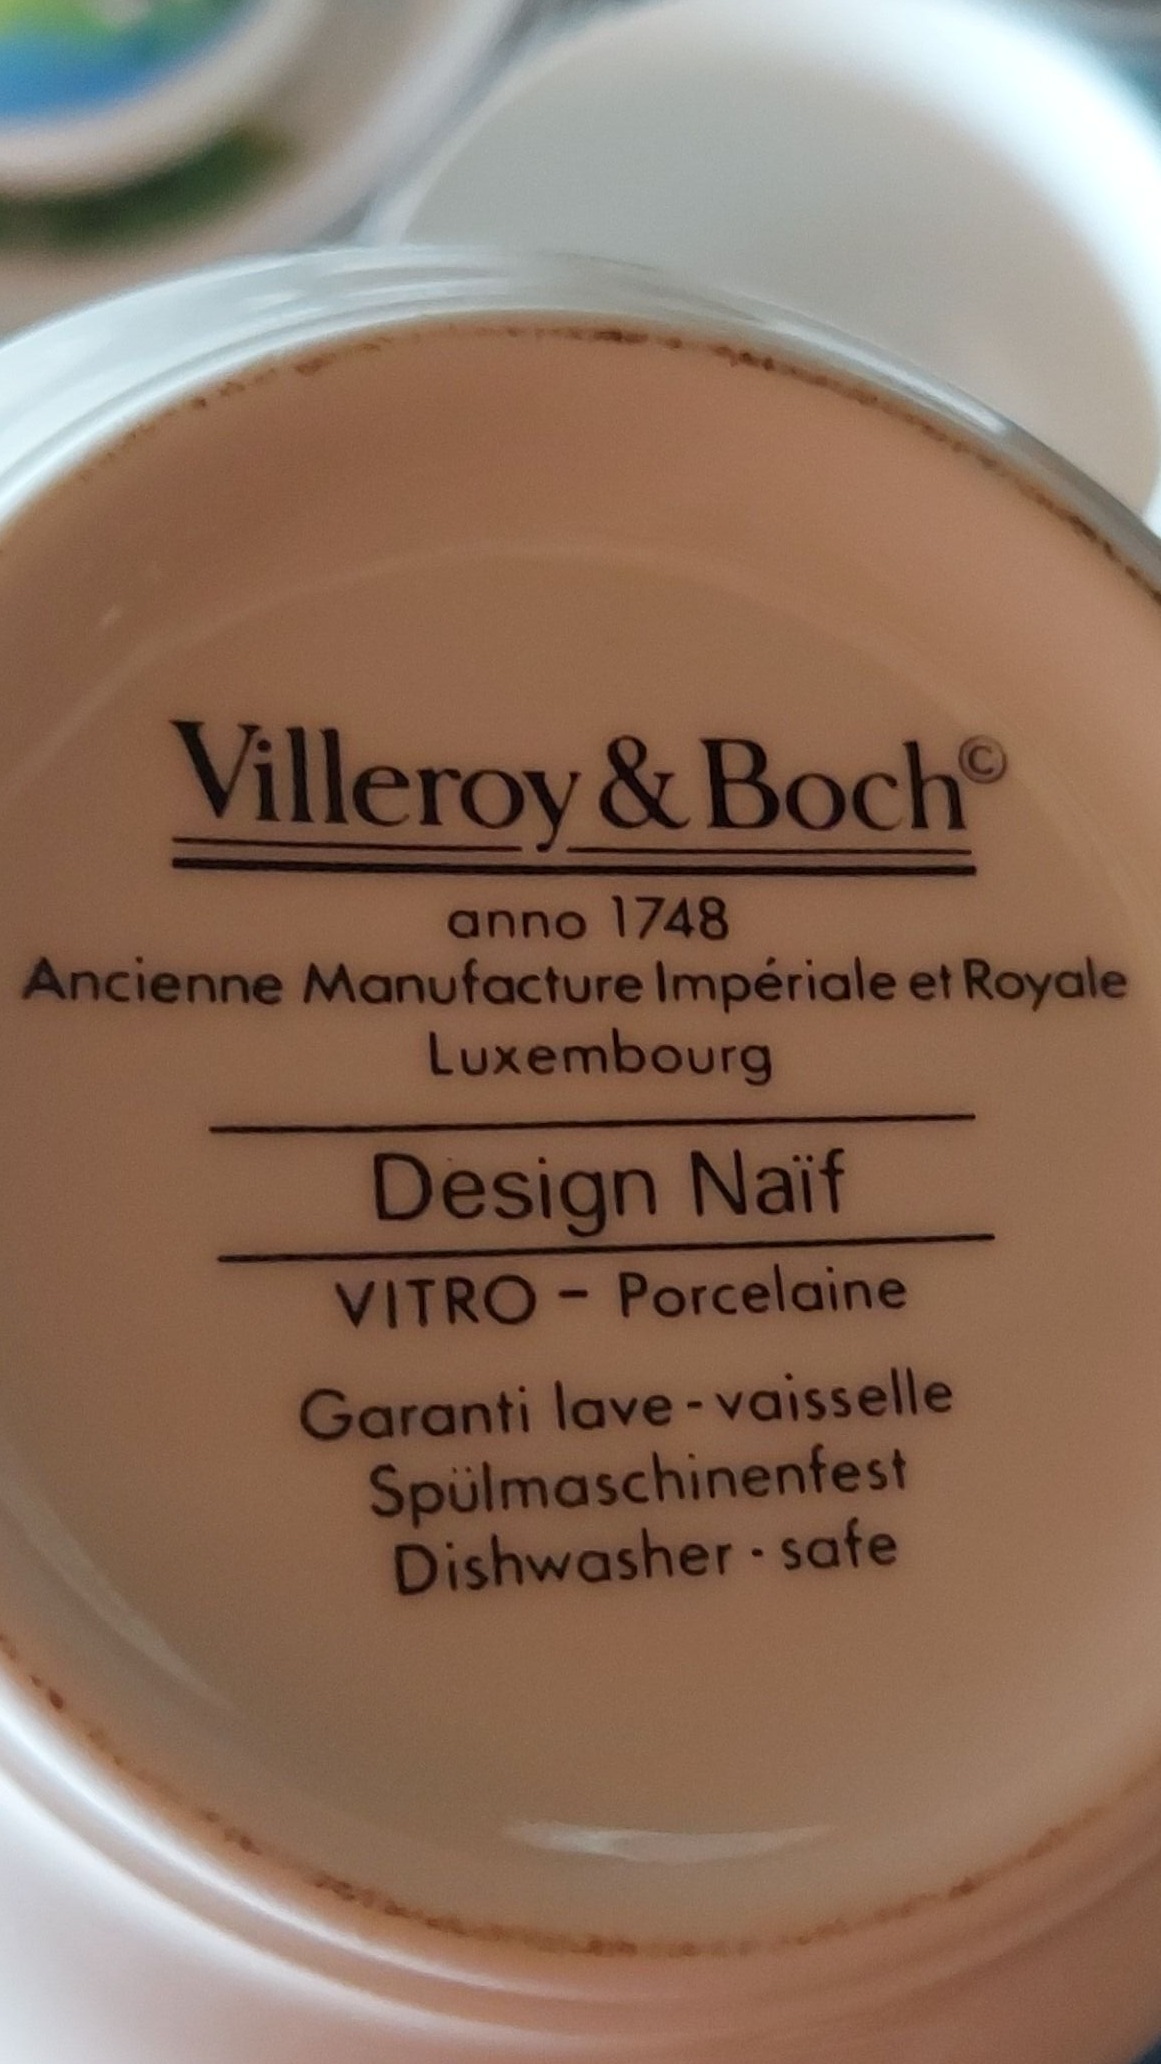 Villeroy & Boch©
anno 1748
Ancienne Manufacture Impériale et Royale
Luxembourg
Design Naïf
VITRO – Porcelaine
Garanti lave-vaisselle
Spülmaschinenfest
Dishwasher·safe